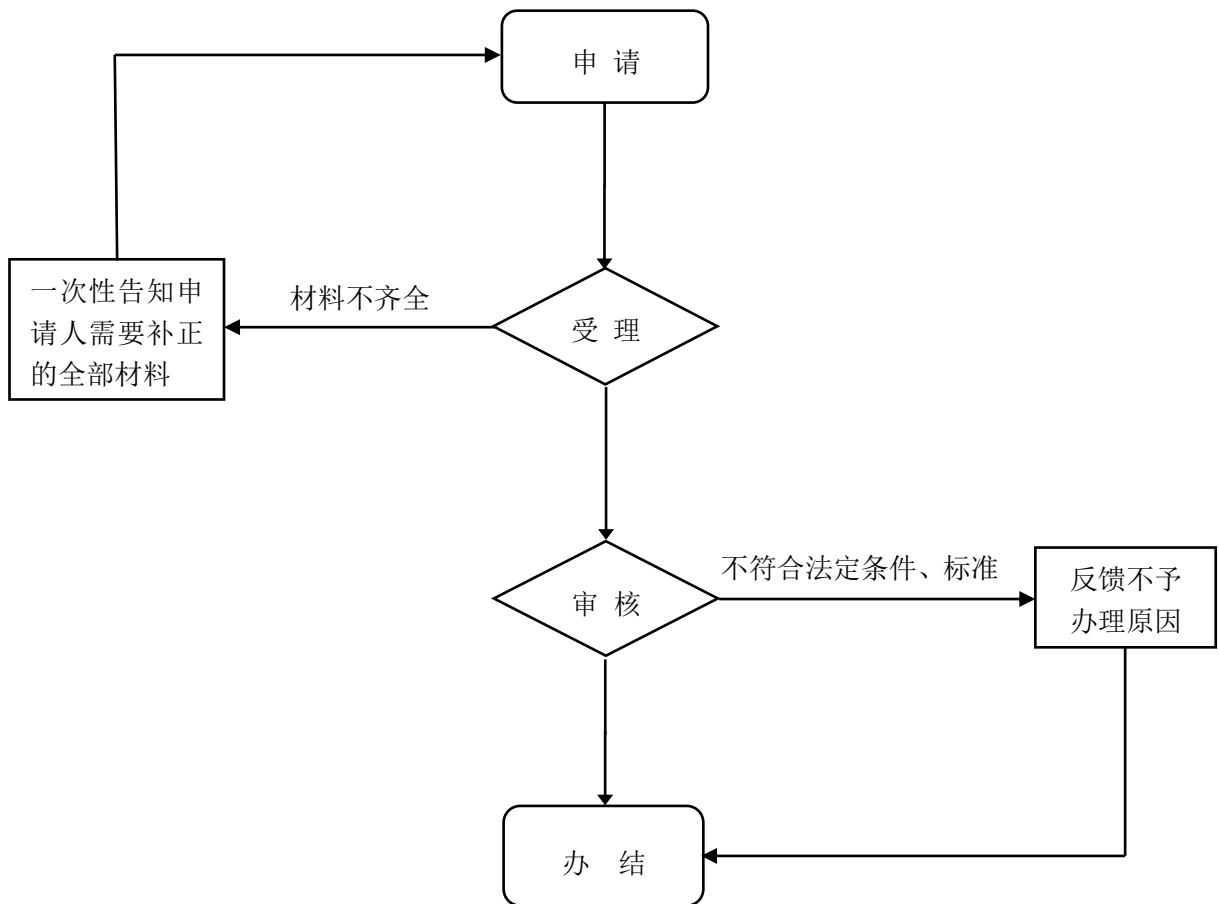 申 请
材料不齐全
一次性告知申
请人需要补正
的全部材料
受 理
不符合法定条件、标准
反馈不予
办理原因
审 核
办 结